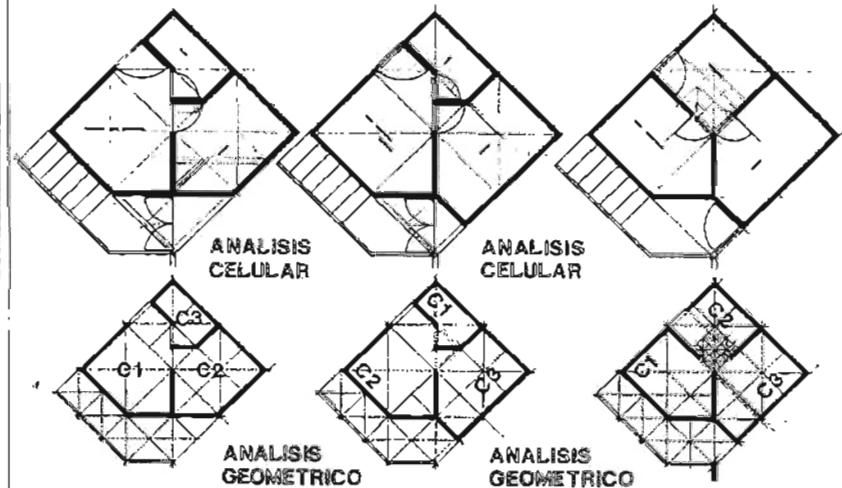 ANALISIS
CELULAR
ANALISIS
CELULAR
C3
C1
C2
C1
C2
C3
C2
C1
C3
ANALISIS
GEOMETRICO
ANALISIS
GEOMETRICO